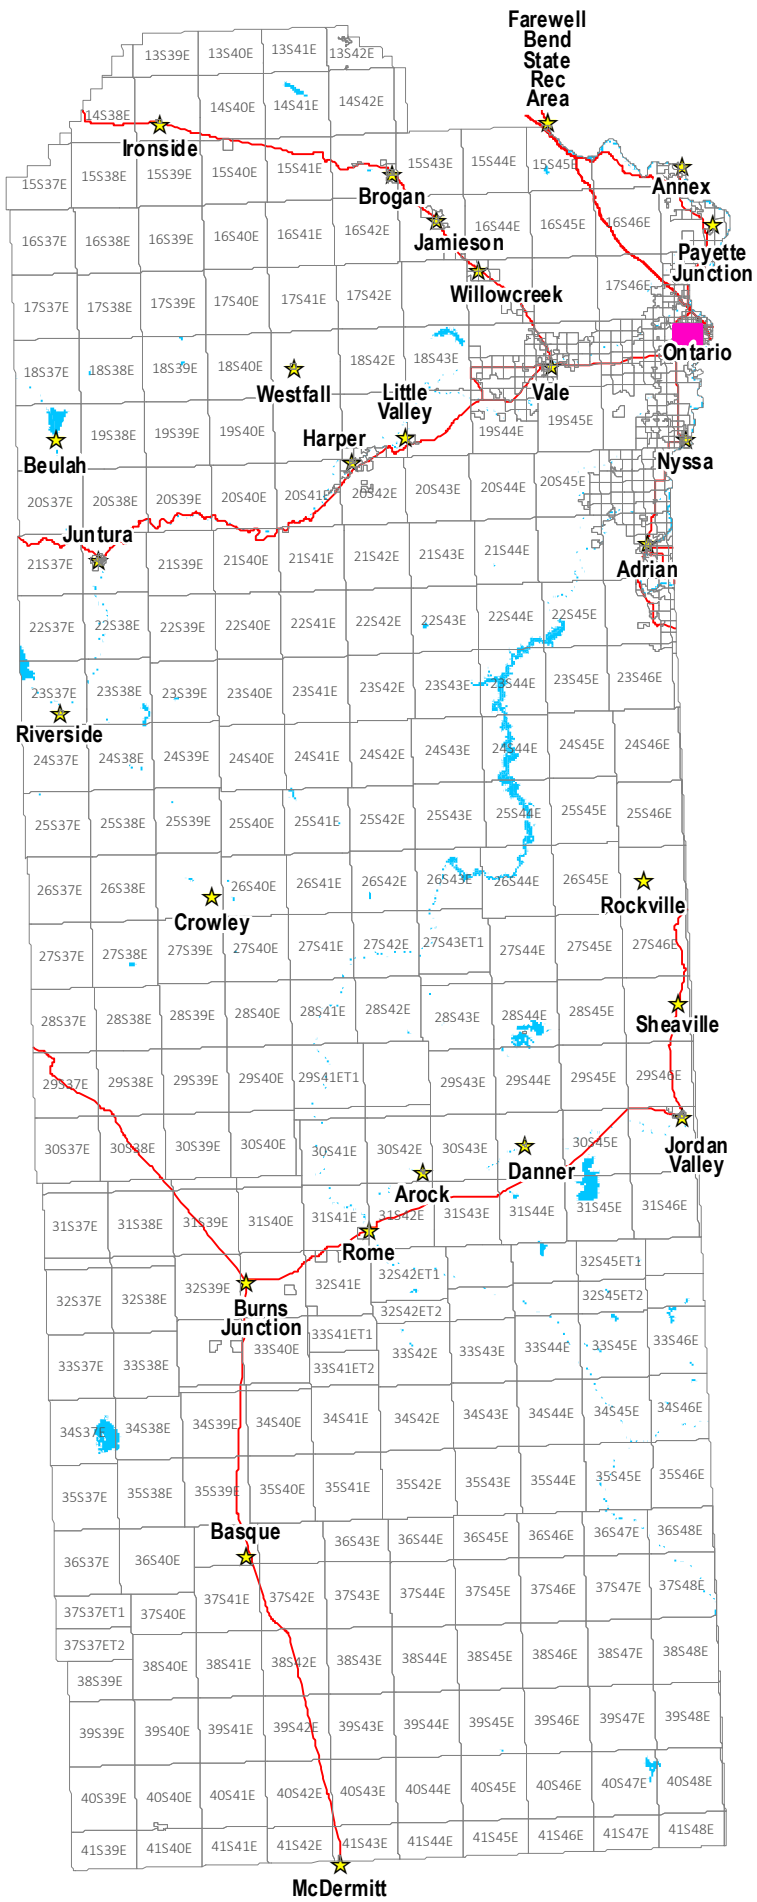 Farewell
Bend
State
Rec
Area
13S39E 13S40E 13S41E 13S42E
14S38E 14S40E 14S41E 14S42E
Ironside
15S37E 15S38E 15S39E 15S40E 15S41E 15S43E 15S44E 15S45E
Brogan
Annex
16S37E 16S38E 16S39E 16S40E 16S41E 16S42E 16S44E 16S45E 16S46E
Jamieson
Payette
Junction
Willowcreek
17S37E 17S38E 17S39E 17S40E 17S41E 17S42E 17S46E
Ontario
18S37E 18S38E 18S39E 18S40E 18S42E 18S43E
Westfall
Little
Valley
Vale
19S38E 19S39E 19S40E 19S44E 19S45E
Harper
Beulah
Nyssa
20S37E 20S38E 20S39E 20S40E 20S41E 20S42E 20S43E 20S44E 20S45E
Juntura
21S37E 21S39E 21S40E 21S41E 21S42E 21S43E 21S44E
Adrian
22S37E 22S38E 22S39E 22S40E 22S41E 22S42E 22S43E 22S44E 22S45E
23S37E 23S38E 23S39E 23S40E 23S41E 23S42E 23S43E 23S44E 23S45E 23S46E
Riverside
24S37E 24S38E 24S39E 24S40E 24S41E 24S42E 24S43E 24S44E 24S45E 24S46E
25S37E 25S38E 25S39E 25S40E 25S41E 25S42E 25S43E 25S44E 25S45E 25S46E
26S37E 26S38E 26S40E 26S41E 26S42E 26S43E 26S44E 26S45E
Rockville
Crowley
27S37E 27S38E 27S39E 27S40E 27S41E 27S42E 27S43ET1 27S44E 27S45E 27S46E
28S37E 28S38E 28S39E 28S40E 28S41E 28S42E 28S43E 28S44E 28S45E
Sheaville
29S37E 29S38E 29S39E 29S40E 29S41ET1 29S43E 29S44E 29S45E 29S46E
30S37E 30S38E 30S39E 30S40E 30S41E 30S42E 30S43E 30S45E
Jordan
Valley
Danner
Arock
31S37E 31S38E 31S39E 31S40E 31S41E 31S42E 31S43E 31S44E 31S45E 31S46E
Rome
32S37E 32S38E 32S39E 32S41E 32S42ET1 32S45ET1
32S42ET2 32S45ET2
Burns
Junction
33S37E 33S38E 33S40E 33S41ET1 33S42E 33S43E 33S44E 33S45E 33S46E
33S41ET2
34S37E 34S38E 34S39E 34S40E 34S41E 34S42E 34S43E 34S44E 34S45E 34S46E
35S37E 35S38E 35S39E 35S40E 35S41E 35S42E 35S43E 35S44E 35S45E 35S46E
Basque
36S37E 36S40E 36S43E 36S44E 36S45E 36S46E 36S47E 36S48E
37S37ET1 37S40E 37S41E 37S42E 37S43E 37S44E 37S45E 37S46E 37S47E 37S48E
37S37ET2
38S39E 38S40E 38S41E 38S42E 38S43E 38S44E 38S45E 38S46E 38S47E 38S48E
39S39E 39S40E 39S41E 39S42E 39S43E 39S44E 39S45E 39S46E 39S47E 39S48E
40S39E 40S40E 40S41E 40S42E 40S43E 40S44E 40S45E 40S46E 40S47E 40S48E
41S39E 41S40E 41S41E 41S42E 41S43E 41S44E 41S45E 41S46E 41S47E 41S48E
McDermitt